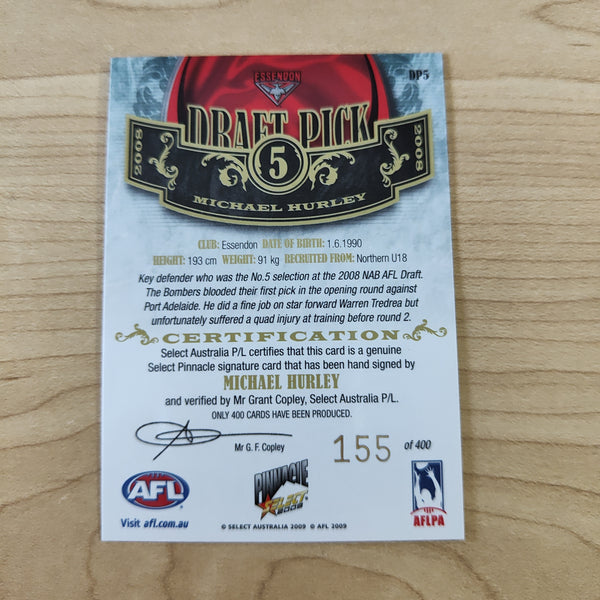 ESSENDON
DP5
DRAFT PICK
2008 5 2008
MICHAEL HURLEY
CLUB: Essendon DATE OF BIRTH: 1.6.1990
HEIGHT: 193 cm WEIGHT: 91 kg RECRUITED FROM: Northern U18
Key defender who was the No.5 selection at the 2008 NAB AFL Draft.
The Bombers blooded their first pick in the opening round against
Port Adelaide. He did a fine job on star forward Warren Tredrea but
unfortunately suffered a quad injury at training before round 2.
CERTIFICATION
Select Australia P/L certifies that this card is a genuine
Select Pinnacle signature card that has been hand signed by
MICHAEL HURLEY
and verified by Mr Grant Copley, Select Australia P/L.
ONLY 400 CARDS HAVE BEEN PRODUCED.
Mr G. F. Copley
155 of 400
AFL
PINNACLE
SELECT
2009
AFLPA
Visit afl.com.au
© SELECT AUSTRALIA 2009 © AFL 2009